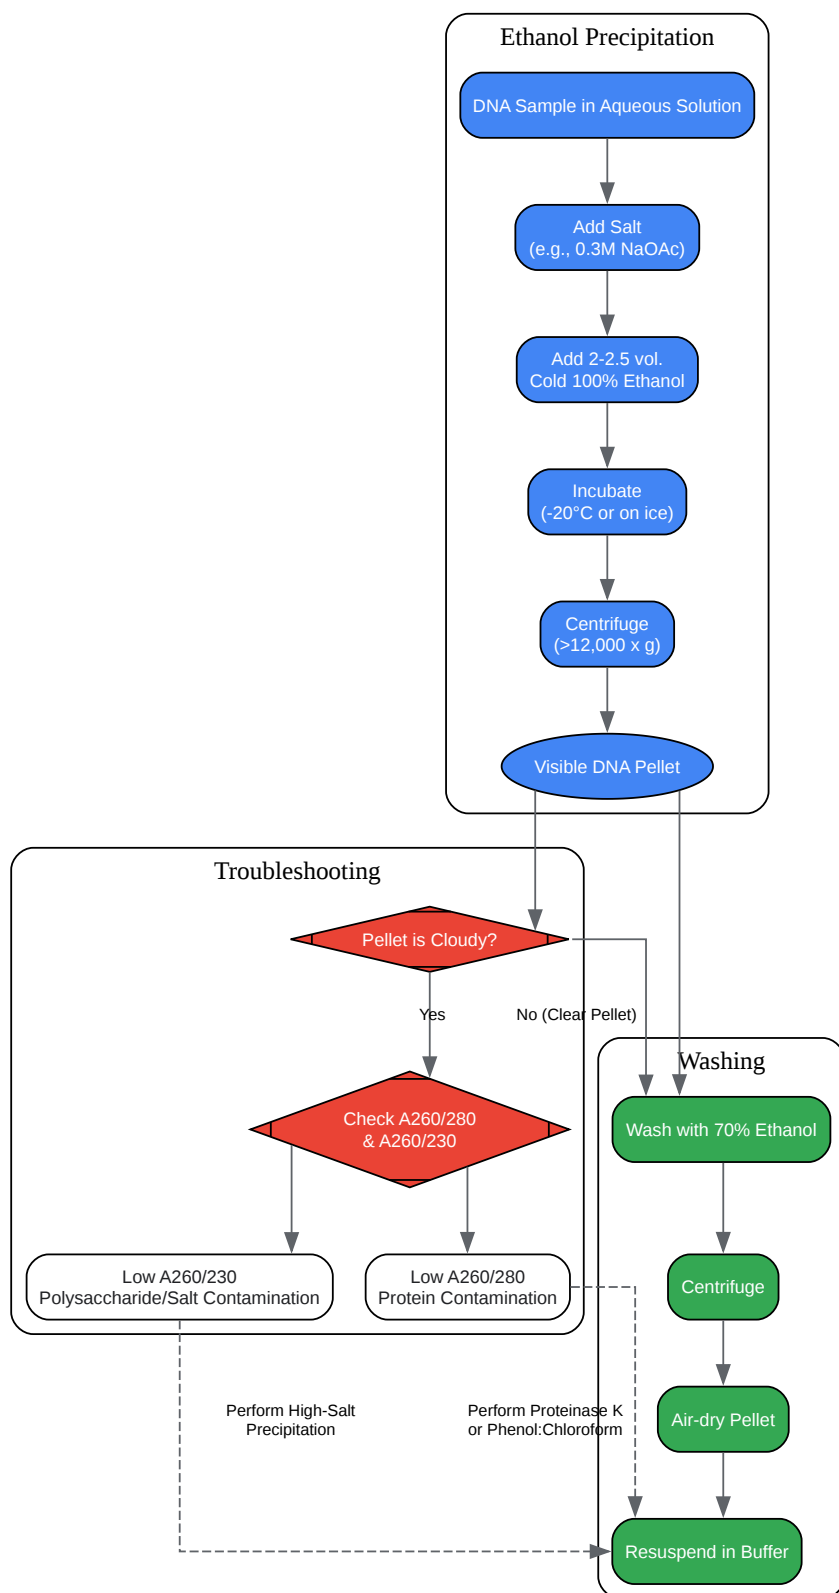 Ethanol Precipitation
DNA Sample in Aqueous Solution
Add Salt
(e.g., 0.3M NaOAc)
Add 2-2.5 vol.
Cold 100% Ethanol
Incubate
(-20°C or on ice)
Centrifuge
(>12,000 x g)
Visible DNA Pellet
Troubleshooting
Pellet is Cloudy?
Yes
No (Clear Pellet)
Check A260/280
& A260/230
Low A260/230
Polysaccharide/Salt Contamination
Low A260/280
Protein Contamination
Perform High-Salt
Precipitation
Perform Proteinase K
or Phenol:Chloroform
Washing
Wash with 70% Ethanol
Centrifuge
Air-dry Pellet
Resuspend in Buffer